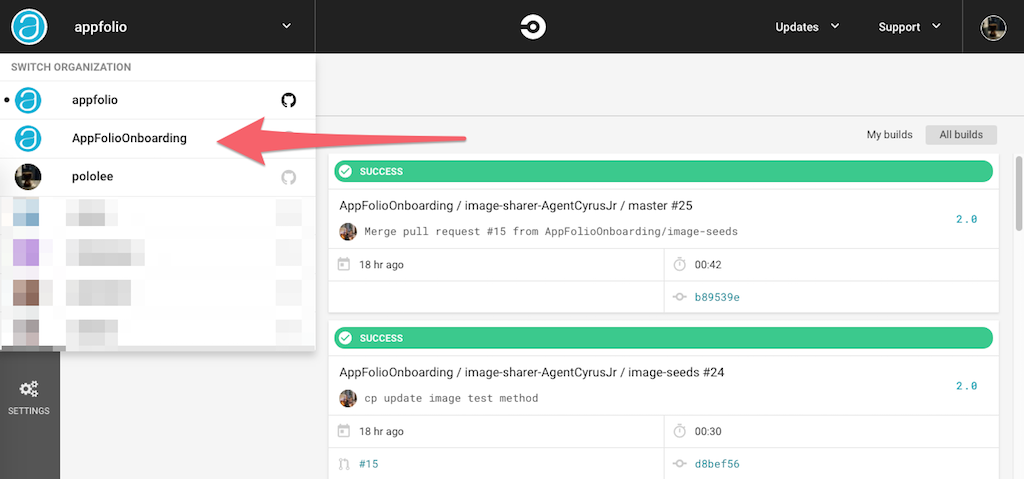 appfolio
Updates
Support
SWITCH ORGANIZATION
appfolio
AppFolioOnboarding
pololee
SETTINGS
My builds
All builds
SUCCESS
AppFolioOnboarding / image-sharer-AgentCyrusJr / master #25
2.0
Merge pull request #15 from AppFolioOnboarding/image-seeds
18 hr ago
00:42
b89539e
SUCCESS
AppFolioOnboarding / image-sharer-AgentCyrusJr / image-seeds #24
2.0
cp update image test method
18 hr ago
00:30
#15
d8bef56